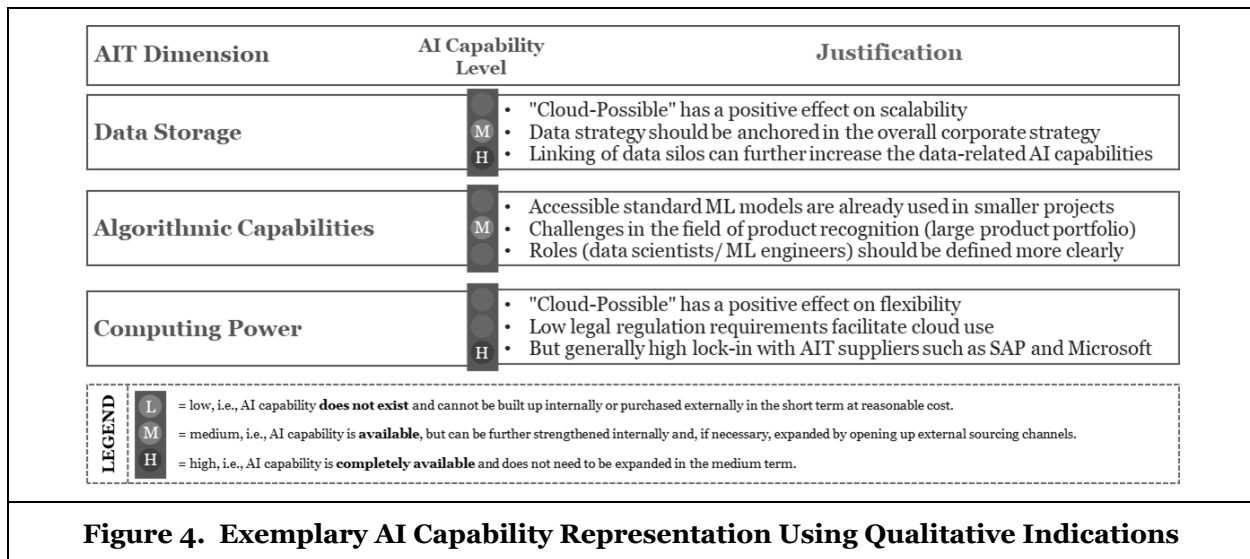 AIT Dimension
AI Capability
Level
Justification
Data Storage
M
H
• "Cloud-Possible" has a positive effect on scalability
• Data strategy should be anchored in the overall corporate strategy
• Linking of data silos can further increase the data-related AI capabilities
Algorithmic Capabilities
M
• Accessible standard ML models are already used in smaller projects
• Challenges in the field of product recognition (large product portfolio)
• Roles (data scientists/ ML engineers) should be defined more clearly
Computing Power
H
• "Cloud-Possible" has a positive effect on flexibility
• Low legal regulation requirements facilitate cloud use
• But generally high lock-in with AIT suppliers such as SAP and Microsoft
LEGEND
L = low, i.e., AI capability does not exist and cannot be built up internally or purchased externally in the short term at reasonable cost.
M = medium, i.e., AI capability is available, but can be further strengthened internally and, if necessary, expanded by opening up external sourcing channels.
H = high, i.e., AI capability is completely available and does not need to be expanded in the medium term.
Figure 4. Exemplary AI Capability Representation Using Qualitative Indications